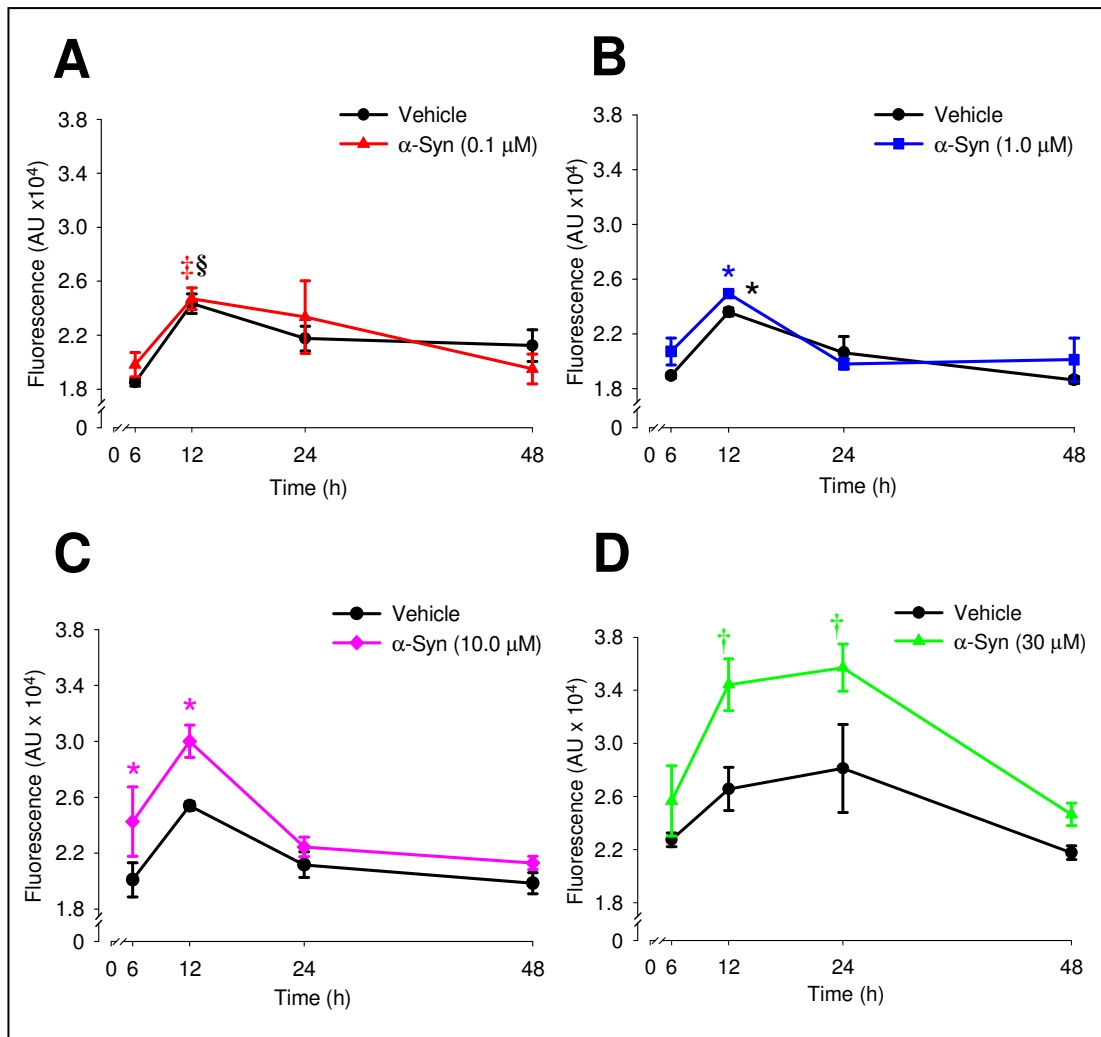 A
Vehicle
α-Syn (0.1 μM)
Fluorescence (AU x10⁴)
3.8
3.4
3.0
2.6
2.2
1.8
0
‡§
0 6 12 24 48
Time (h)
B
Vehicle
α-Syn (1.0 μM)
Fluorescence (AU x10⁴)
3.8
3.4
3.0
2.6
2.2
1.8
0
* *
0 6 12 24 48
Time (h)
C
Vehicle
α-Syn (10.0 μM)
Fluorescence (AU x 10⁴)
3.8
3.4
3.0
2.6
2.2
1.8
0
* *
0 6 12 24 48
Time (h)
D
Vehicle
α-Syn (30 μM)
Fluorescence (AU x 10⁴)
3.8
3.4
3.0
2.6
2.2
1.8
0
† †
0 6 12 24 48
Time (h)